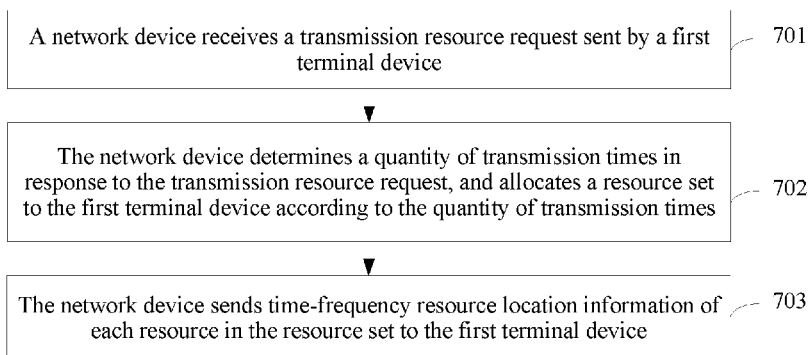 A network device receives a transmission resource request sent by a first
terminal device
701
The network device determines a quantity of transmission times in
response to the transmission resource request, and allocates a resource set
to the first terminal device according to the quantity of transmission times
702
The network device sends time-frequency resource location information of
each resource in the resource set to the first terminal device
703